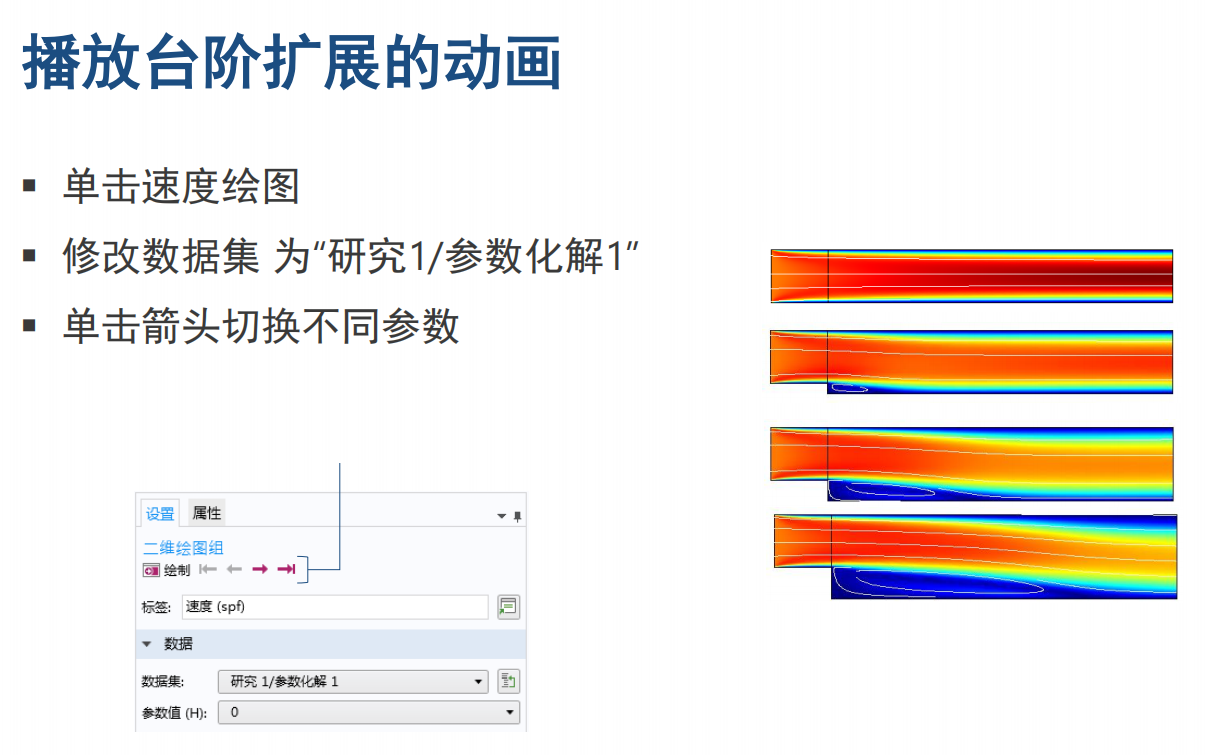 播放台阶扩展的动画
▪ 单击速度绘图
▪ 修改数据集 为“研究1/参数化解1”
▪ 单击箭头切换不同参数
设置 属性
二维绘图组
绘制
标签: 速度 (spf)
数据
数据集: 研究 1/参数化解 1
参数值 (H): 0